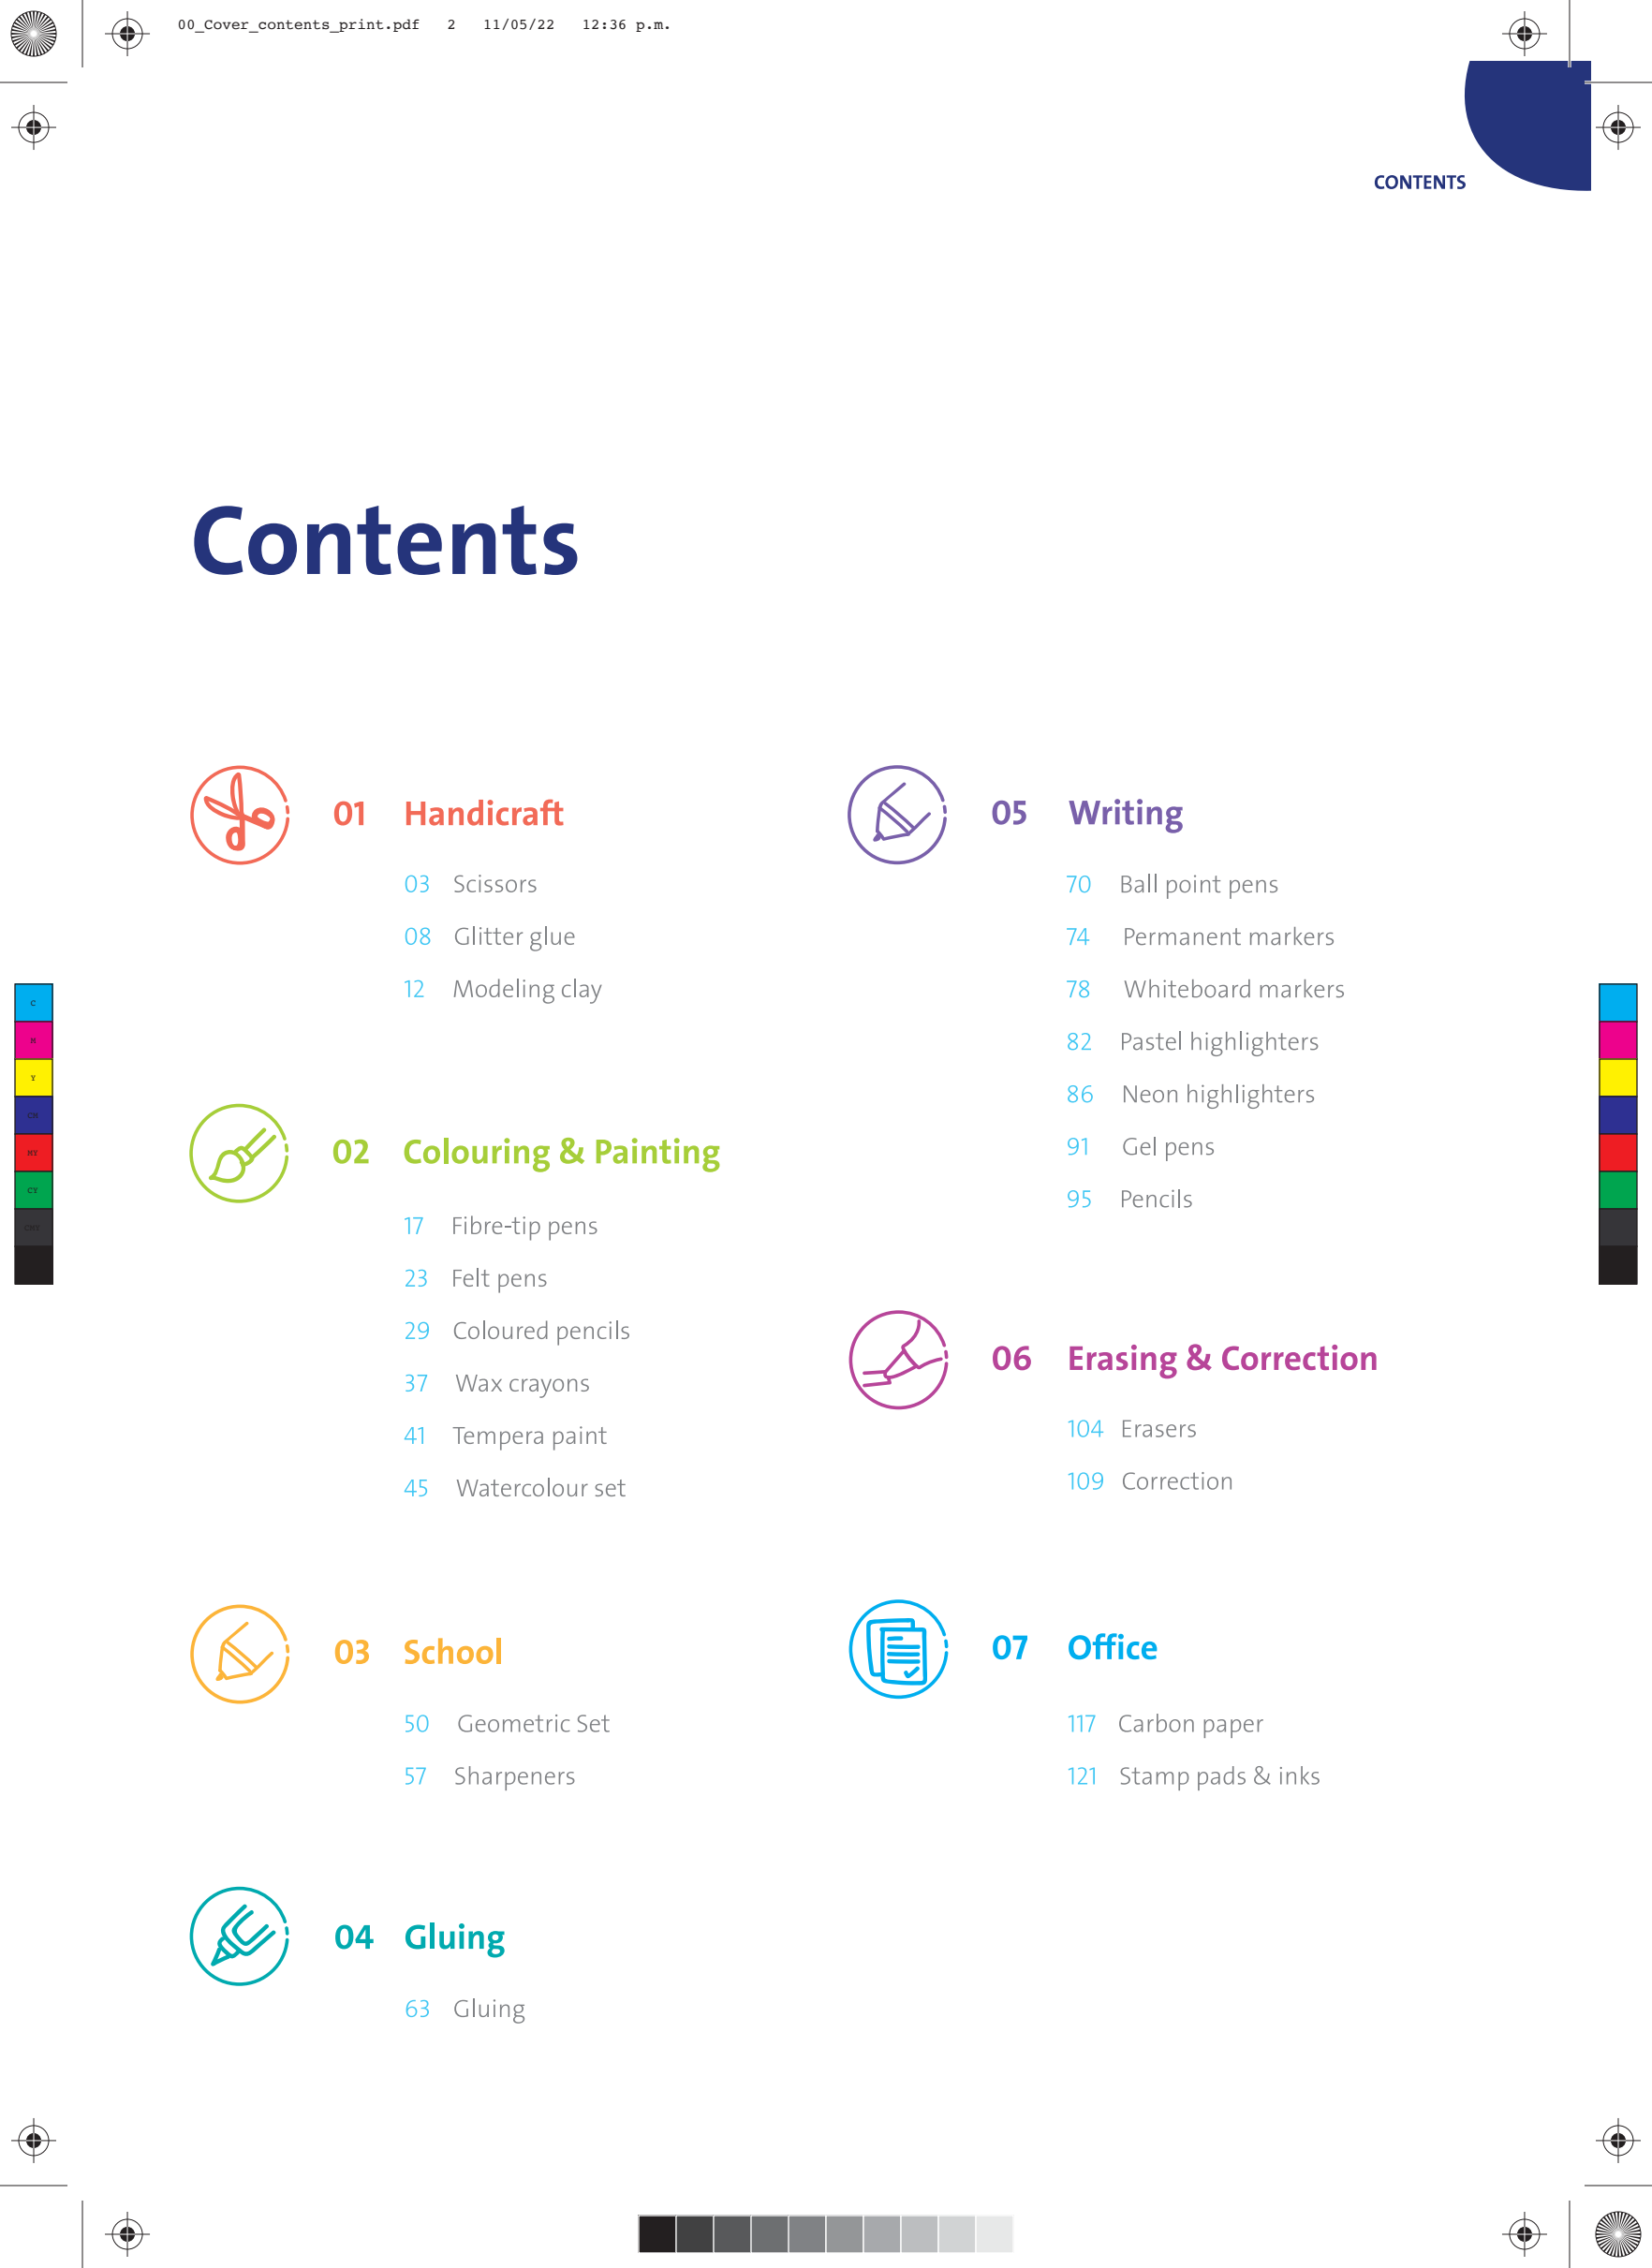 00_Cover_contents_print.pdf 2 11/05/22 12:36 p.m.
CONTENTS
Contents
01 Handicraft
03 Scissors
08 Glitter glue
12 Modeling clay
02 Colouring & Painting
17 Fibre-tip pens
23 Felt pens
29 Coloured pencils
37 Wax crayons
41 Tempera paint
45 Watercolour set
03 School
50 Geometric Set
57 Sharpeners
04 Gluing
63 Gluing
05 Writing
70 Ball point pens
74 Permanent markers
78 Whiteboard markers
82 Pastel highlighters
86 Neon highlighters
91 Gel pens
95 Pencils
06 Erasing & Correction
104 Erasers
109 Correction
07 Office
117 Carbon paper
121 Stamp pads & inks
C
M
Y
CM
MY
CY
CMY